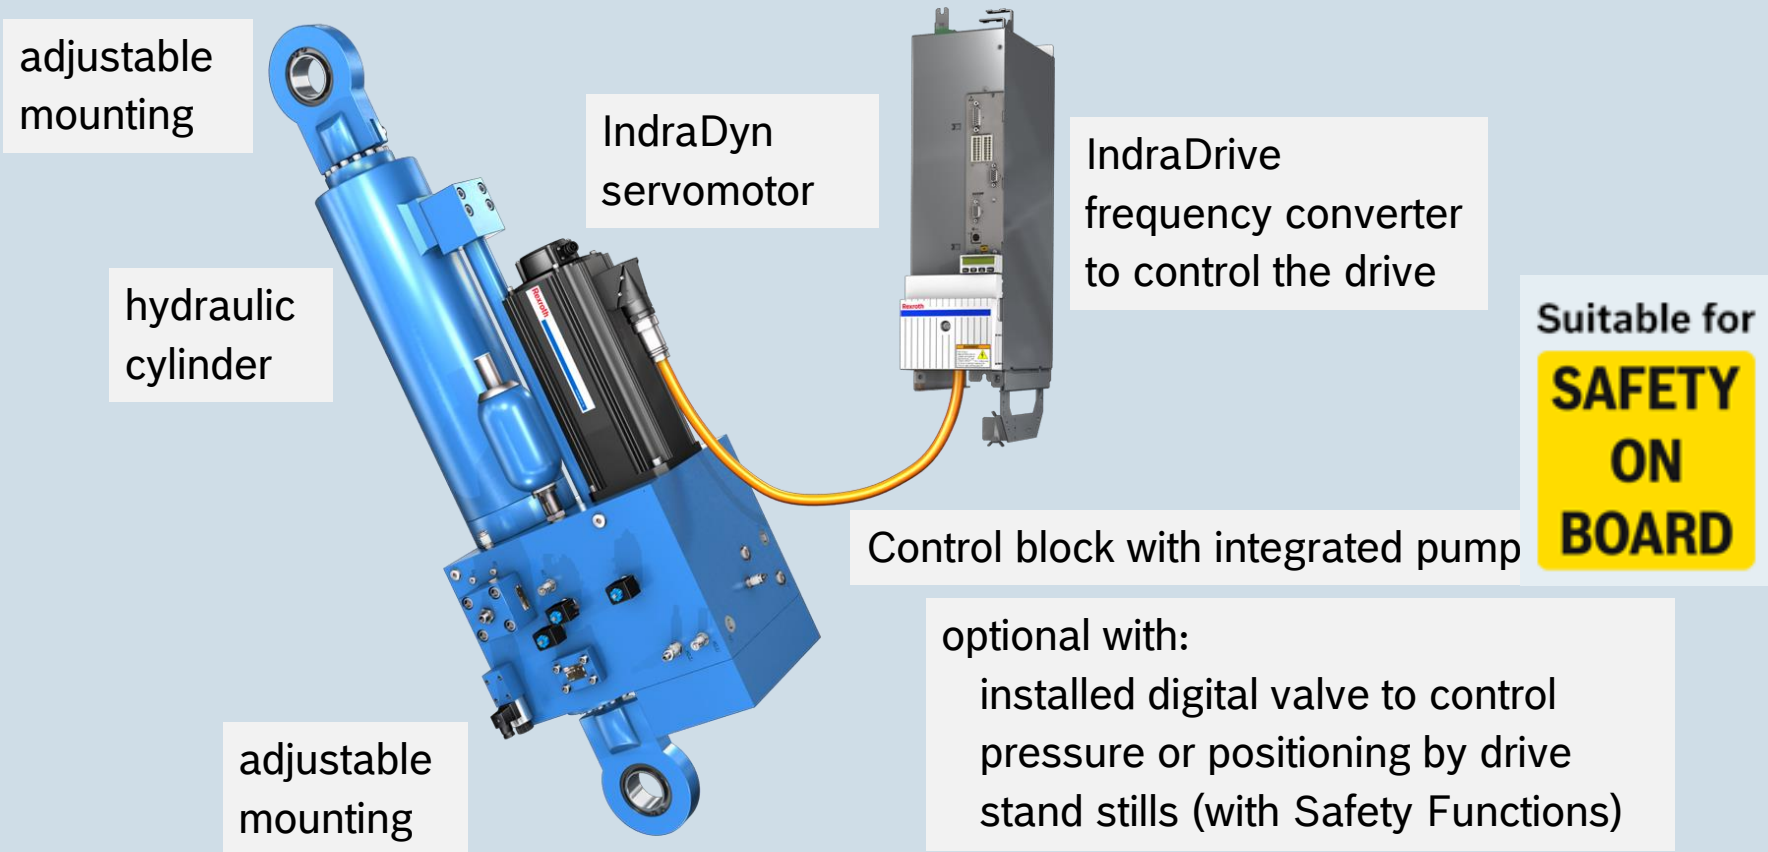 adjustable
mounting
IndraDyn
servomotor
IndraDrive
frequency converter
to control the drive
hydraulic
cylinder
Rexroth
Rexroth
Suitable for
SAFETY
ON
BOARD
Control block with integrated pump
optional with:
installed digital valve to control
pressure or positioning by drive
stand stills (with Safety Functions)
adjustable
mounting